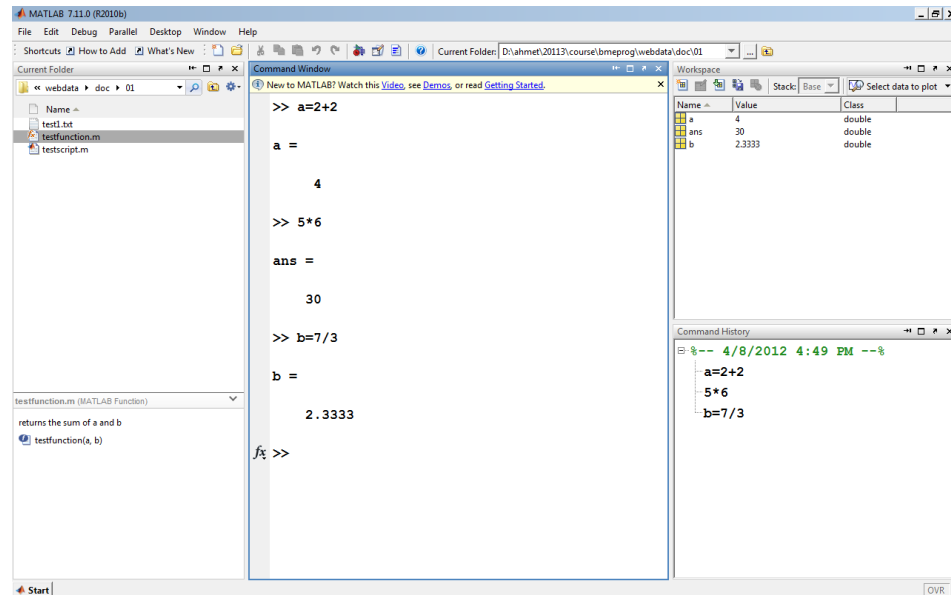 MATLAB 7.11.0 (R2010b)
File Edit Debug Parallel Desktop Window Help
Shortcuts How to Add What's New
Current Folder: D:\ahmet\20113\course\bmeprog\webdata\doc\01
Current Folder
« webdata ▸ doc ▸ 01
Name
test1.txt
testfunction.m
testscript.m
testfunction.m (MATLAB Function)
returns the sum of a and b
testfunction(a, b)
Command Window
New to MATLAB? Watch this Video, see Demos, or read Getting Started.
>> a=2+2
a =
4
>> 5*6
ans =
30
>> b=7/3
b =
2.3333
fx >>
Workspace
Stack: Base
Select data to plot
Name Value Class
a 4 double
ans 30 double
b 2.3333 double
Command History
%-- 4/8/2012 4:49 PM --%
a=2+2
5*6
b=7/3
Start
OVR